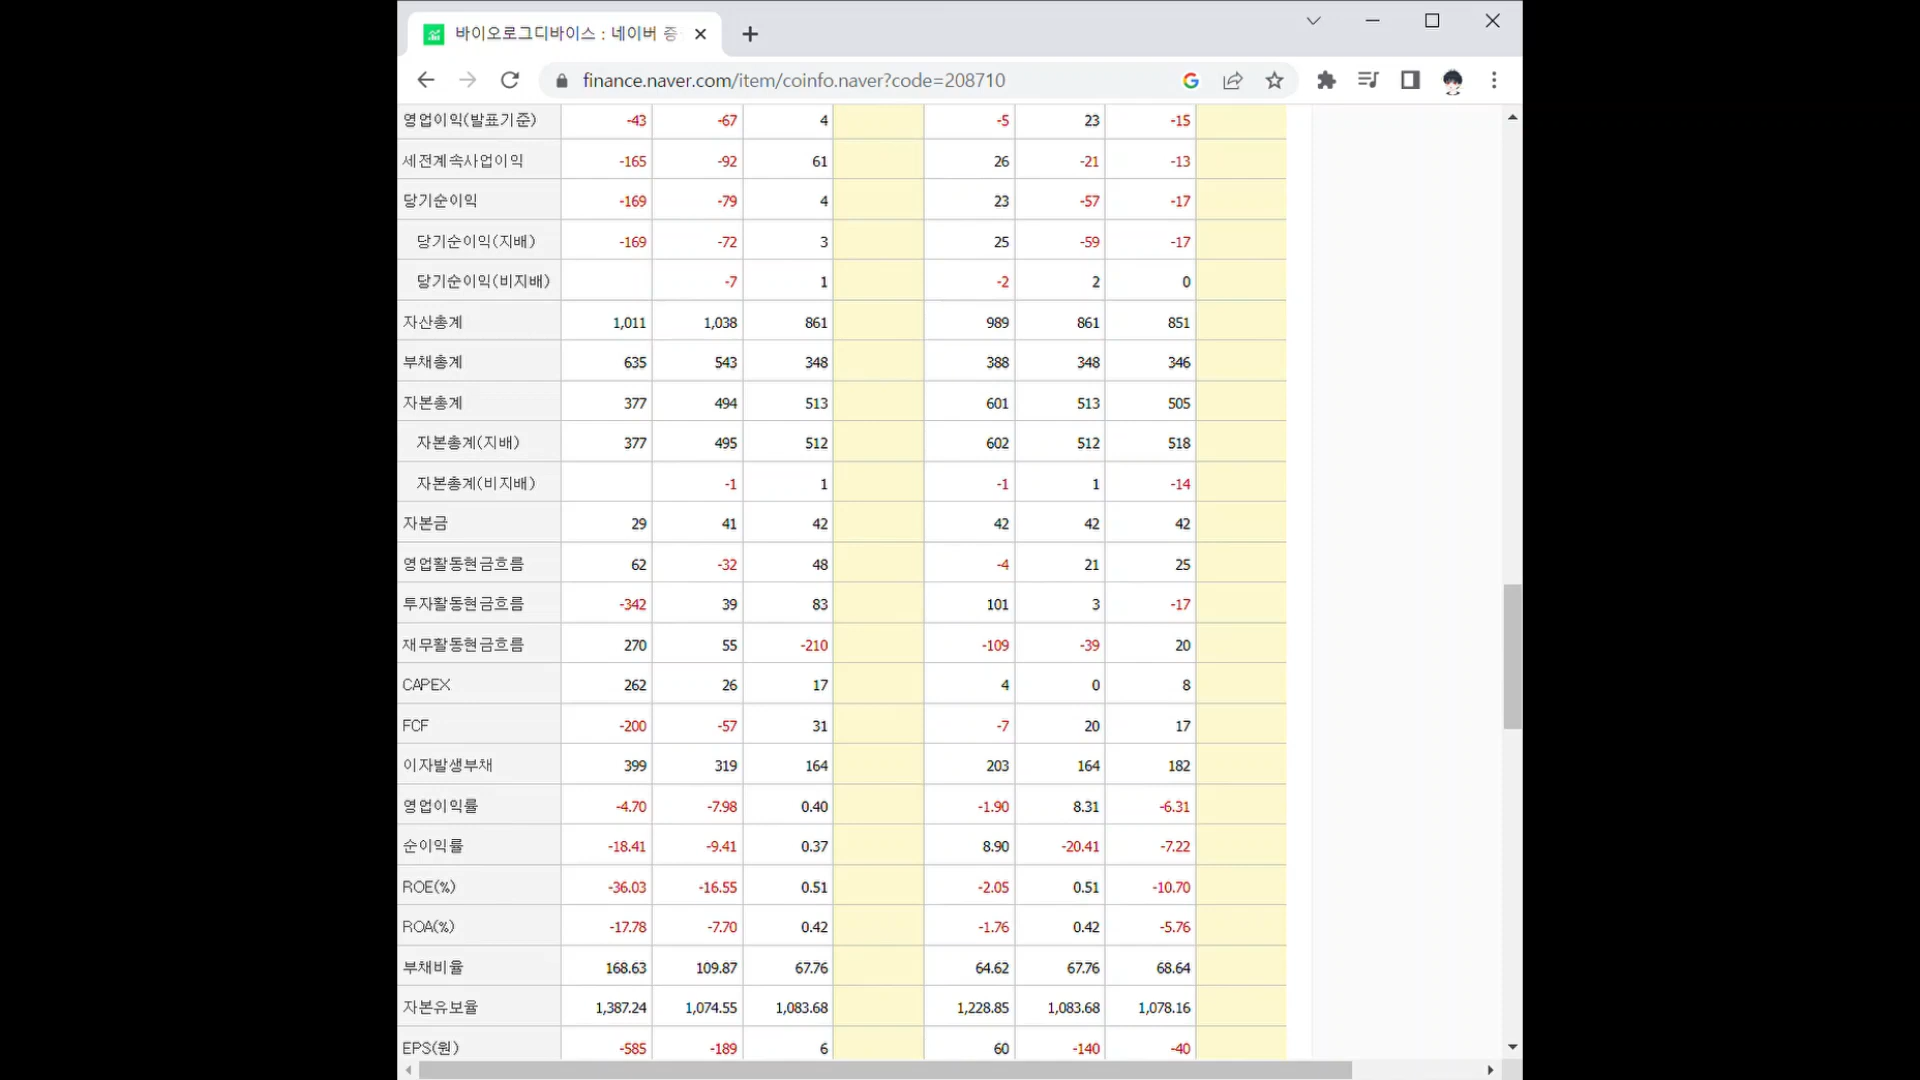 바이오로그디바이스 : 네이버 증
finance.naver.com/item/coinfo.naver?code=208710
영업이익(발표기준) -43 -67 4 -5 23 -15
세전계속사업이익 -165 -92 61 26 -21 -13
당기순이익 -169 -79 4 23 -57 -17
당기순이익(지배) -169 -72 3 25 -59 -17
당기순이익(비지배) -7 1 -2 2 0
자산총계 1,011 1,038 861 989 861 851
부채총계 635 543 348 388 348 346
자본총계 377 494 513 601 513 505
자본총계(지배) 377 495 512 602 512 518
자본총계(비지배) -1 1 -1 1 -14
자본금 29 41 42 42 42 42
영업활동현금흐름 62 -32 48 -4 21 25
투자활동현금흐름 -342 39 83 101 3 -17
재무활동현금흐름 270 55 -210 -109 -39 20
CAPEX 262 26 17 4 0 8
FCF -200 -57 31 -7 20 17
이자발생부채 399 319 164 203 164 182
영업이익률 -4.70 -7.98 0.40 -1.90 8.31 -6.31
순이익률 -18.41 -9.41 0.37 8.90 -20.41 -7.22
ROE(%) -36.03 -16.55 0.51 -2.05 0.51 -10.70
ROA(%) -17.78 -7.70 0.42 -1.76 0.42 -5.76
부채비율 168.63 109.87 67.76 64.62 67.76 68.64
자본유보율 1,387.24 1,074.55 1,083.68 1,228.85 1,083.68 1,078.16
EPS(원) -585 -189 6 60 -140 -40